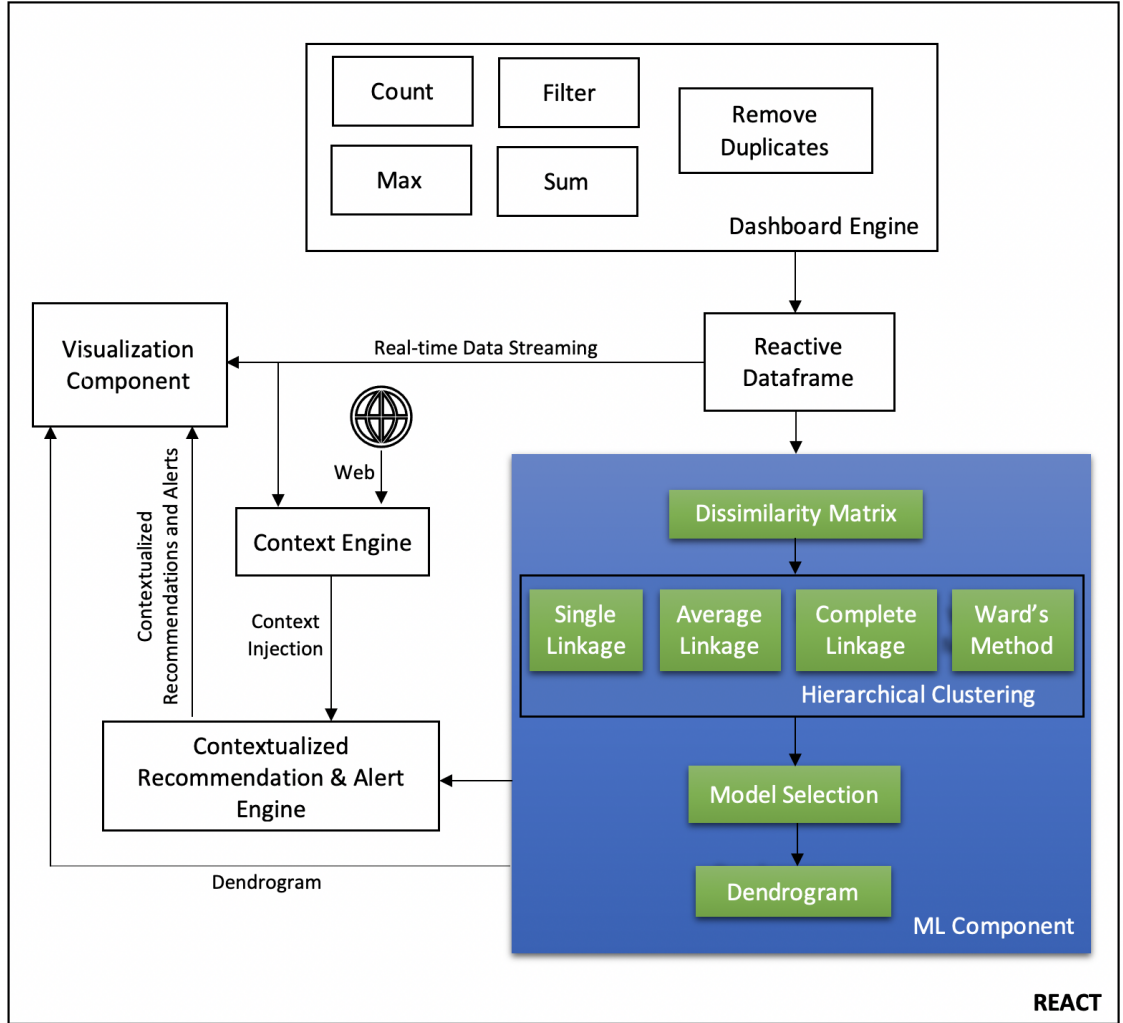 Count
Filter
Remove
Duplicates
Max
Sum
Dashboard Engine
Visualization
Component
Real-time Data Streaming
Reactive
Dataframe
Web
Contextualized
Recommendations and Alerts
Context Engine
Context
Injection
Contextualized
Recommendation & Alert
Engine
Dendrogram
Dissimilarity Matrix
Single
Linkage
Average
Linkage
Complete
Linkage
Ward’s
Method
Hierarchical Clustering
Model Selection
Dendrogram
ML Component
REACT